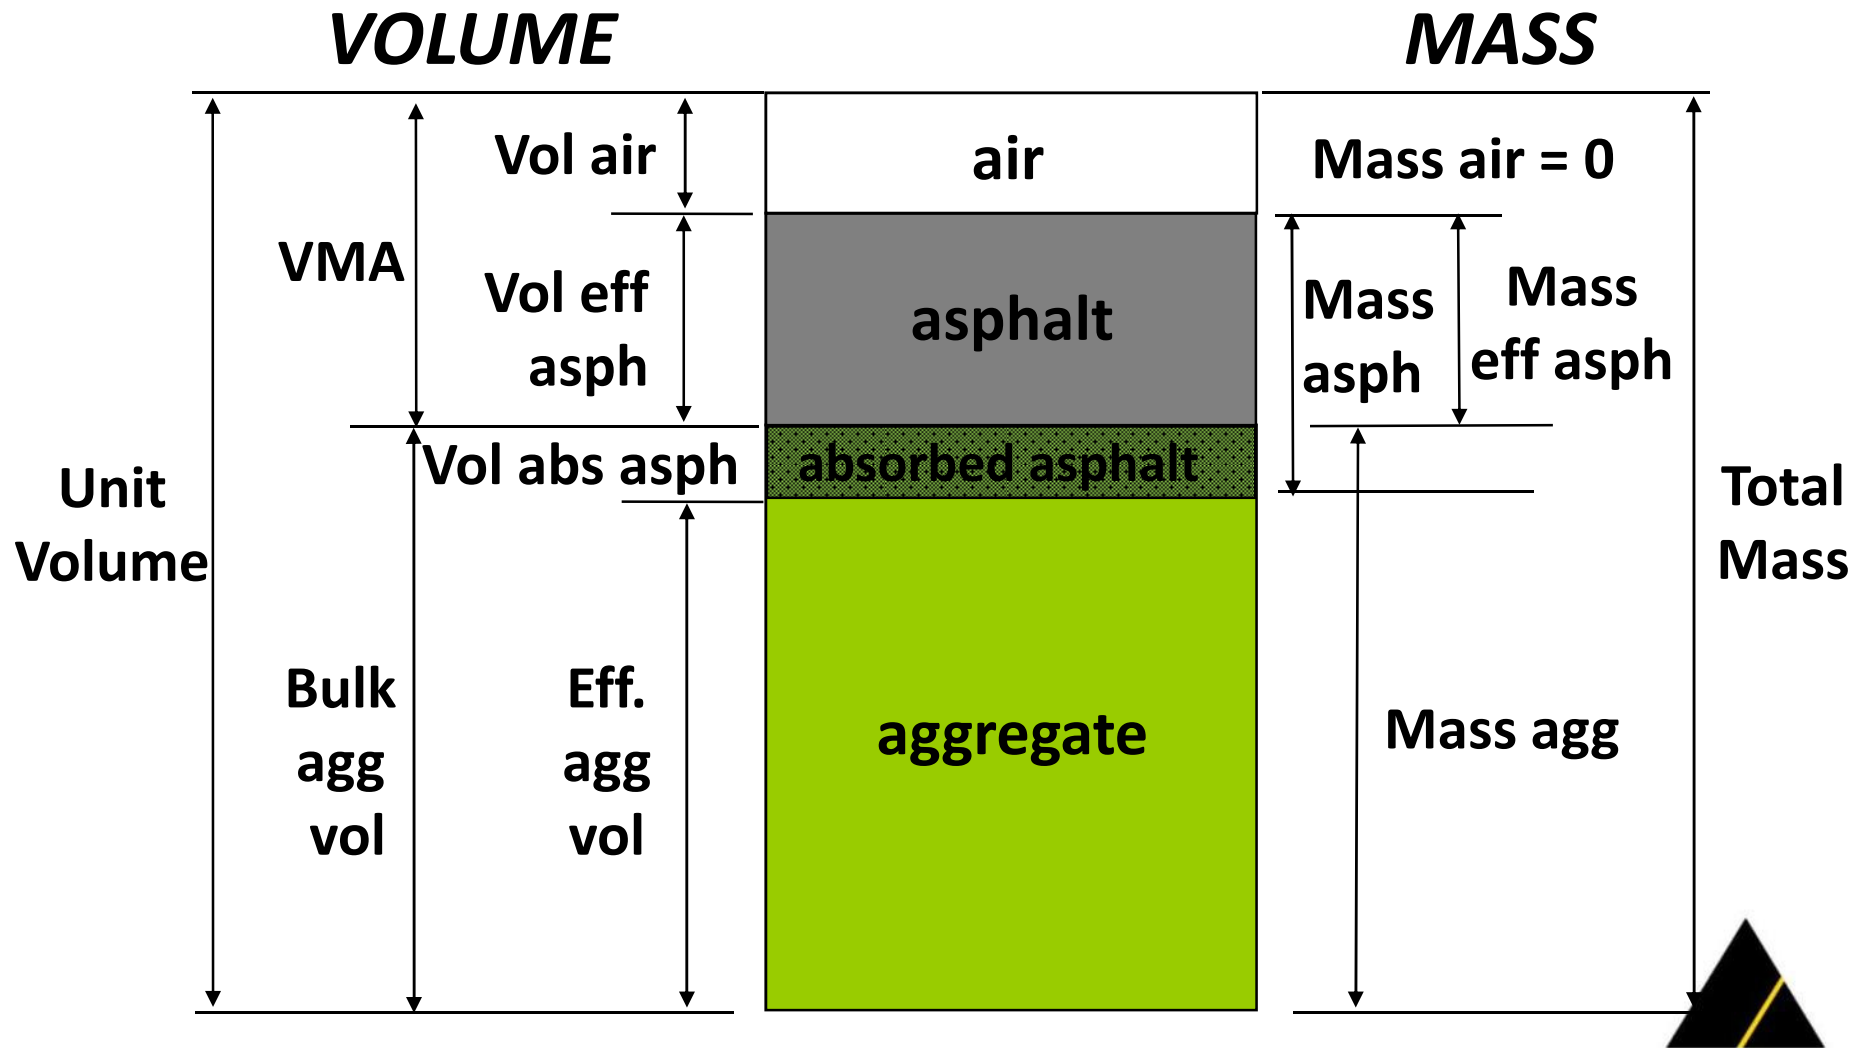 VOLUME
MASS
Vol air
air
Mass air = 0
VMA
Vol eff
asph
asphalt
Mass
asph
Mass
eff asph
Vol abs asph
absorbed asphalt
Unit
Volume
Total
Mass
Bulk
agg
vol
Eff.
agg
vol
aggregate
Mass agg